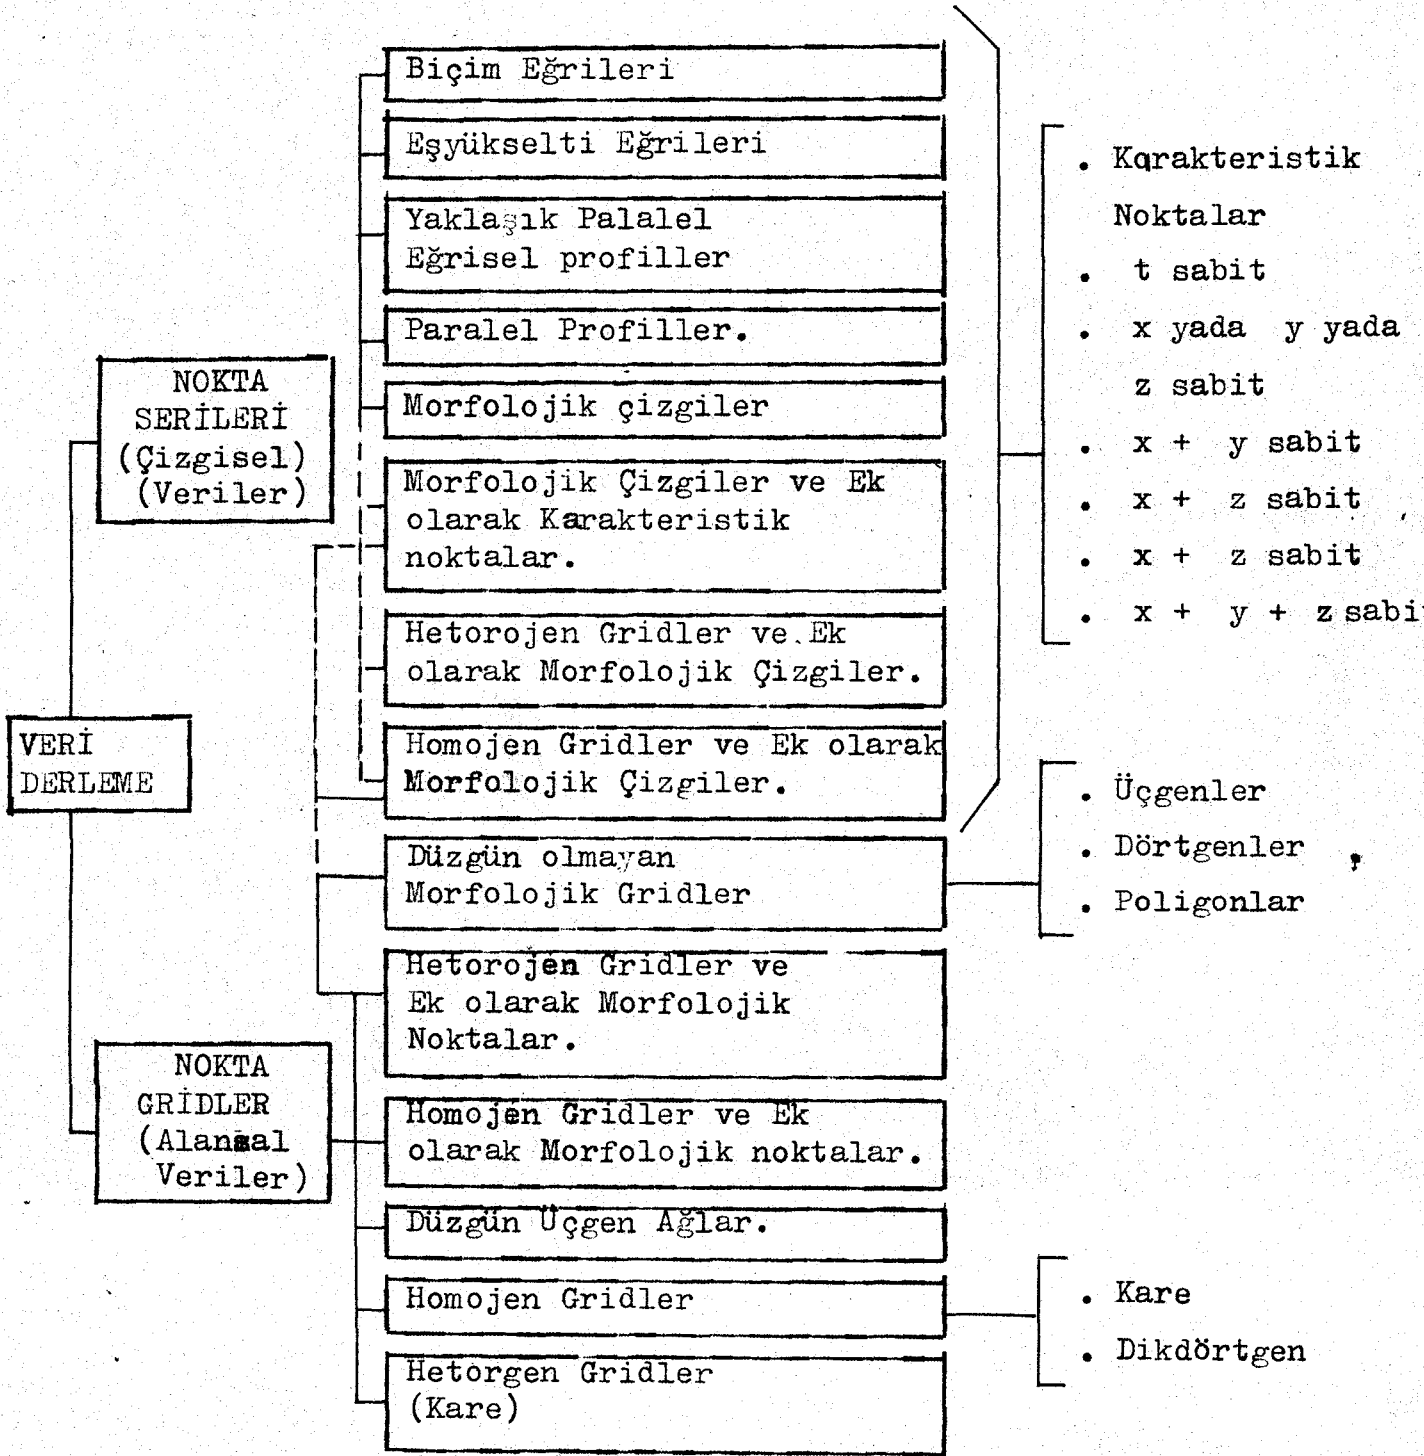 Biçim Eğrileri
Eşyükselti Eğrileri
Yaklaşık Palalel
Eğrisel profiller
Paralel Profiller.
Morfolojik çizgiler
Morfolojik Çizgiler ve Ek
olarak Karakteristik
noktalar.
Hetorojen Gridler ve Ek
olarak Morfolojik Çizgiler.
Homojen Gridler ve Ek olarak
Morfolojik Çizgiler.
Düzgün olmayan
Morfolojik Gridler
Hetorojen Gridler ve
Ek olarak Morfolojik
Noktalar.
Homojen Gridler ve Ek
olarak Morfolojik noktalar.
Düzgün Üçgen Ağlar.
Homojen Gridler
Hetorgen Gridler
(Kare)
NOKTA
SERİLERİ
(Çizgisel)
(Veriler)
VERİ
DERLEME
NOKTA
GRİDLER
(Alansal
Veriler)
. Karakteristik
Noktalar
. t sabit
. x yada y yada
z sabit
. x + y sabit
. x + z sabit
. x + z sabit
. x + y + z sabit
. Üçgenler
. Dörtgenler
. Poligonlar
. Kare
. Dikdörtgen